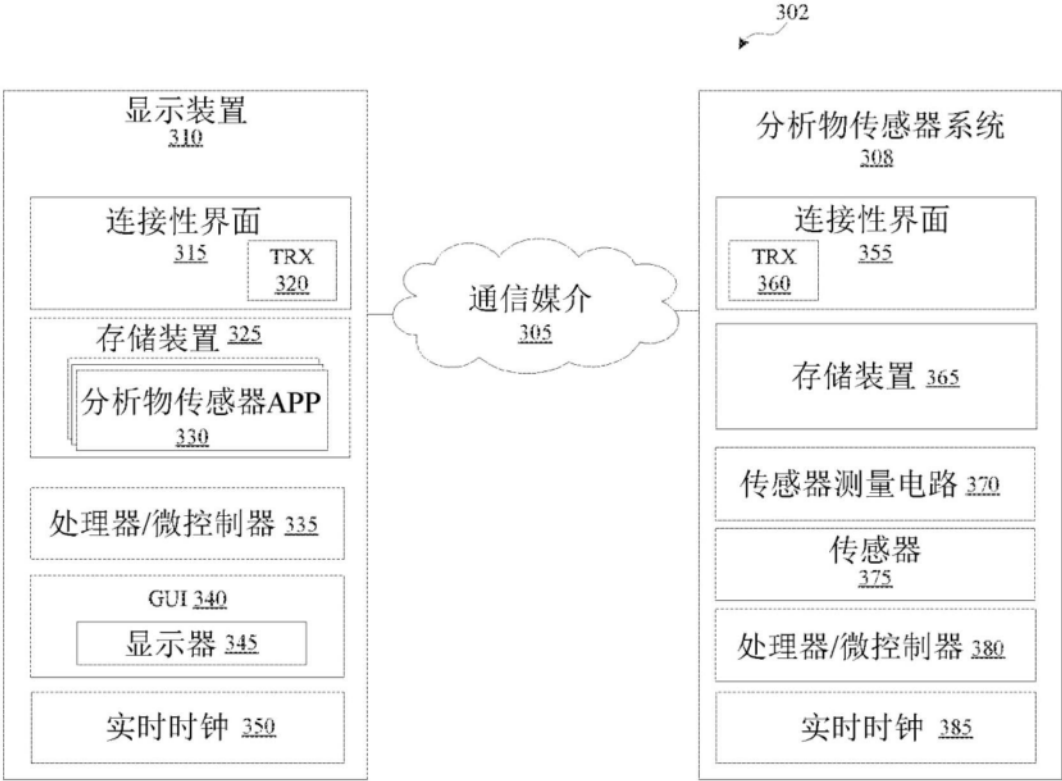 302
显示装置
310
连接性界面
315
TRX
320
存储装置 325
分析物传感器APP
330
处理器/微控制器 335
GUI 340
显示器 345
实时时钟 350
通信媒介
305
分析物传感器系统
308
连接性界面
355
TRX
360
存储装置 365
传感器测量电路 370
传感器
375
处理器/微控制器 380
实时时钟 385